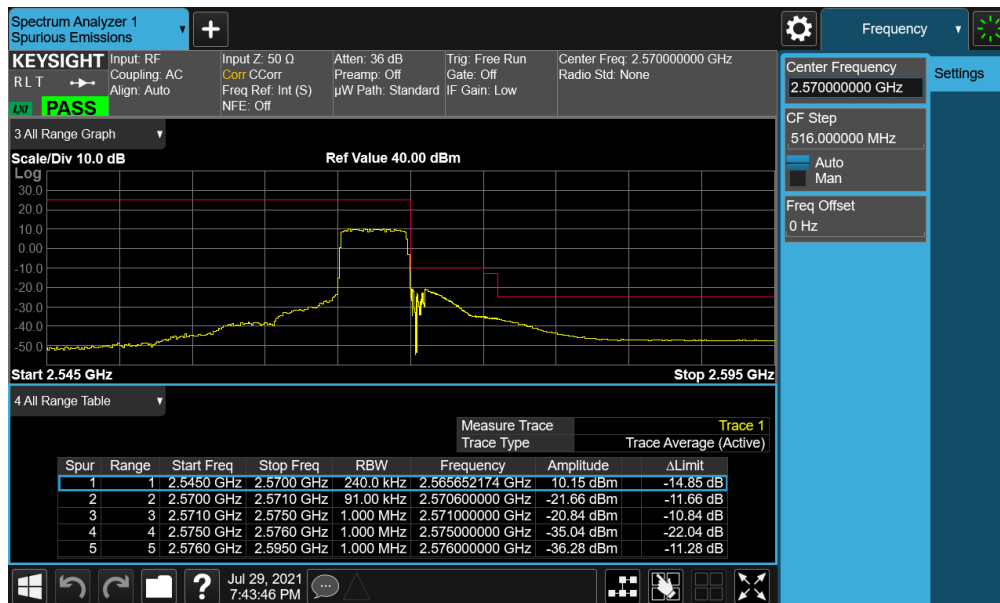 Spectrum Analyzer 1
Spurious Emissions
+
Frequency
KEYSIGHT
R L T
LXI
PASS
Input: RF
Coupling: AC
Align: Auto
Input Z: 50 Ω
Corr CCorr
Freq Ref: Int (S)
NFE: Off
Atten: 36 dB
Preamp: Off
µW Path: Standard
Trig: Free Run
Gate: Off
IF Gain: Low
Center Freq: 2.570000000 GHz
Radio Std: None
Center Frequency
2.570000000 GHz
Settings
CF Step
516.000000 MHz
Auto
Man
Freq Offset
0 Hz
3 All Range Graph
Scale/Div 10.0 dB
Ref Value 40.00 dBm
Log
30.0
20.0
10.0
0.00
-10.0
-20.0
-30.0
-40.0
-50.0
Start 2.545 GHz
Stop 2.595 GHz
4 All Range Table
Measure Trace Trace 1
Trace Type Trace Average (Active)
Spur Range Start Freq Stop Freq RBW Frequency Amplitude ΔLimit
1 1 2.5450 GHz 2.5700 GHz 240.0 kHz 2.565652174 GHz 10.15 dBm -14.85 dB
2 2 2.5700 GHz 2.5710 GHz 91.00 kHz 2.570600000 GHz -21.66 dBm -11.66 dB
3 3 2.5710 GHz 2.5750 GHz 1.000 MHz 2.571000000 GHz -20.84 dBm -10.84 dB
4 4 2.5750 GHz 2.5760 GHz 1.000 MHz 2.575000000 GHz -35.04 dBm -22.04 dB
5 5 2.5760 GHz 2.5950 GHz 1.000 MHz 2.576000000 GHz -36.28 dBm -11.28 dB
?
Jul 29, 2021
7:43:46 PM